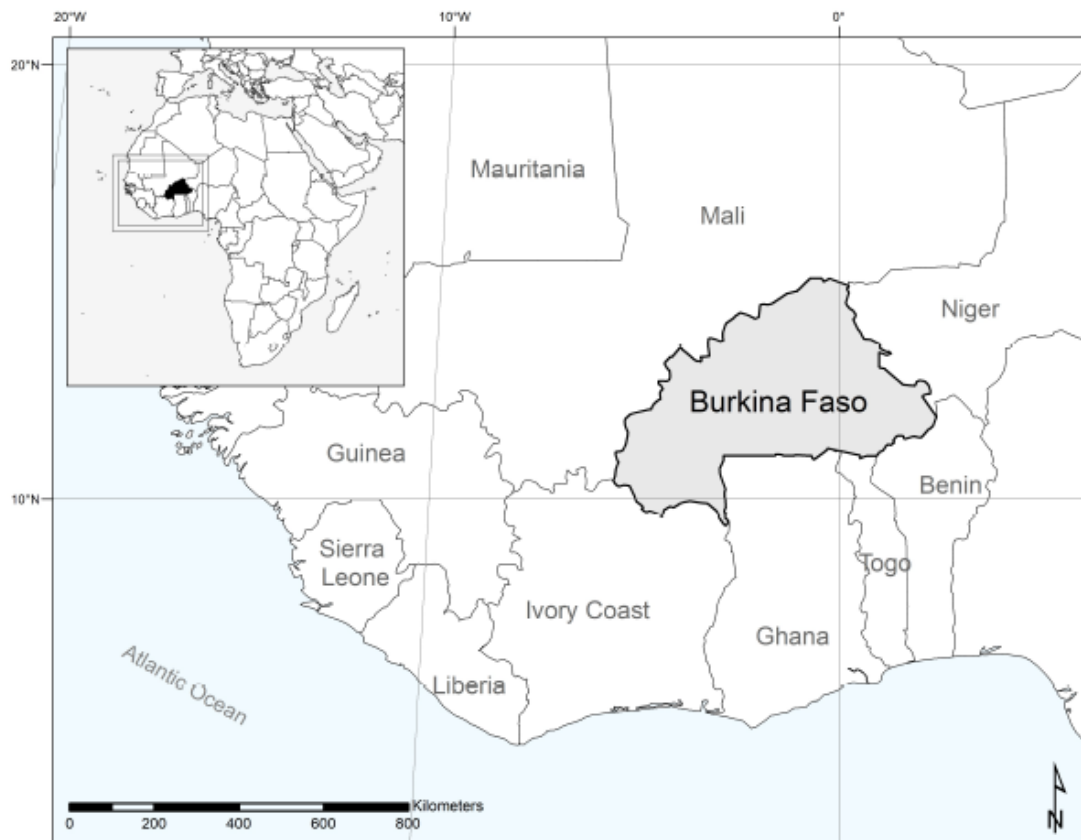 20°W
10°W
0°
20°N
Mauritania
Mali
Niger
Burkina Faso
Guinea
Benin
10°N
Sierra
Leone
Togo
Ivory Coast
Ghana
Liberia
Atlantic Ocean
Kilometers
0 200 400 600 800
N